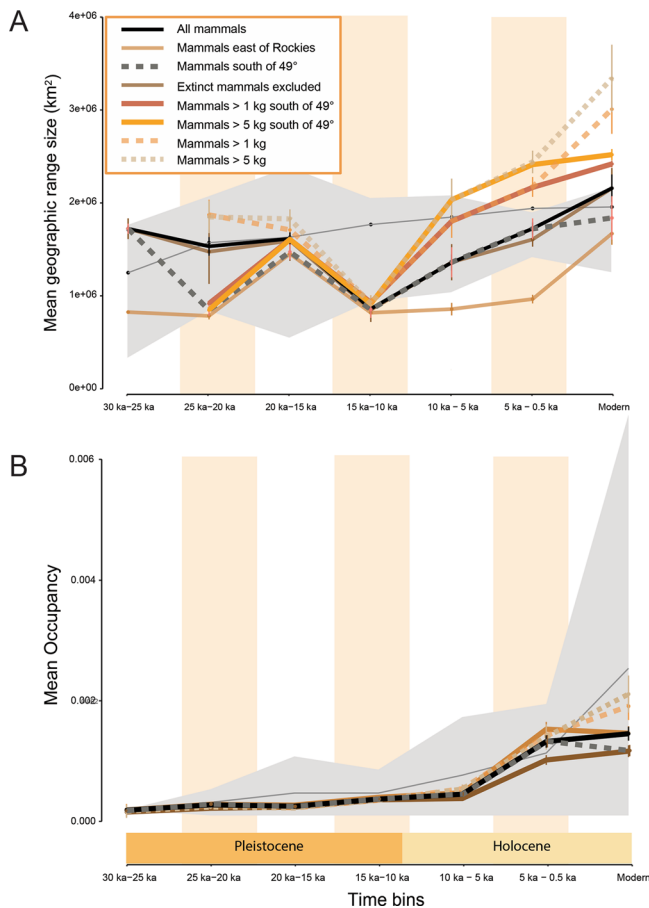 A
Mean geographic range size (km²)
4e+06
3e+06
2e+06
1e+06
0e+00
All mammals
Mammals east of Rockies
Mammals south of 49°
Extinct mammals excluded
Mammals > 1 kg south of 49°
Mammals > 5 kg south of 49°
Mammals > 1 kg
Mammals > 5 kg
30 ka–25 ka 25 ka–20 ka 20 ka–15 ka 15 ka–10 ka 10 ka – 5 ka 5 ka – 0.5 ka Modern
B
Mean Occupancy
0.006
0.004
0.002
0.000
Pleistocene Holocene
30 ka–25 ka 25 ka–20 ka 20 ka–15 ka 15 ka–10 ka 10 ka – 5 ka 5 ka – 0.5 ka Modern
Time bins